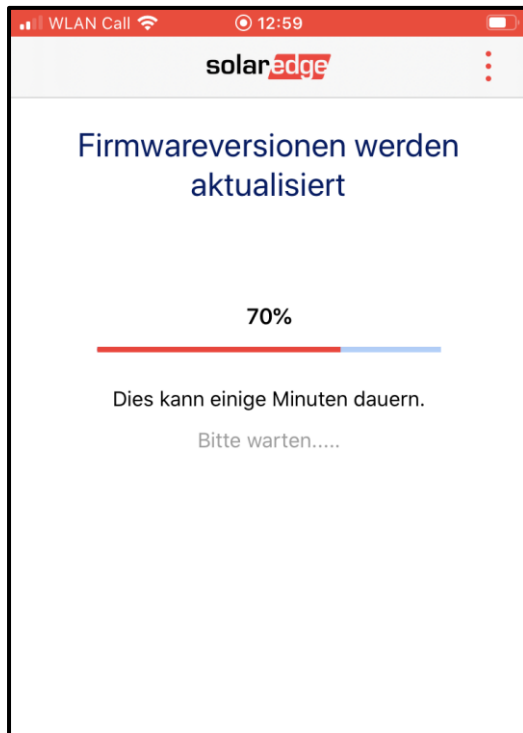 WLAN Call 12:59
solaredge
Firmwareversionen werden
aktualisiert
70%
Dies kann einige Minuten dauern.
Bitte warten.....